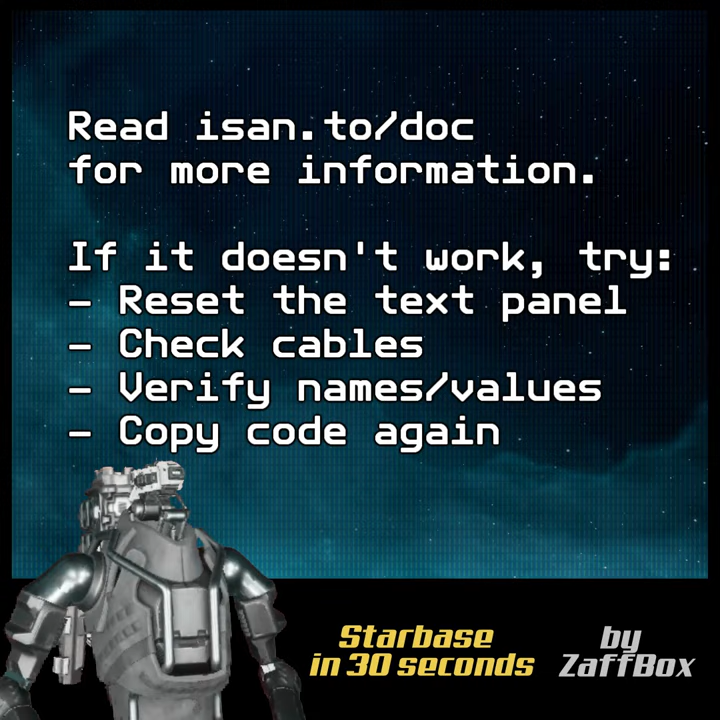 Read isan.to/doc
for more information.
If it doesn't work, try:
- Reset the text panel
- Check cables
- Verify names/values
- Copy code again
Starbase
in 30 seconds
by
ZaffBox